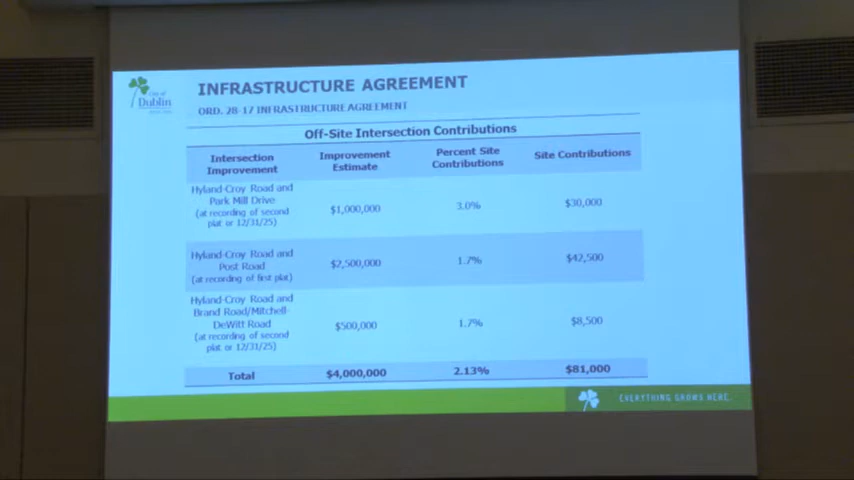 City of
Dublin
INFRASTRUCTURE AGREEMENT
ORD. 28-17 INFRASTRUCTURE AGREEMENT
Off-Site Intersection Contributions
Intersection
Improvement
Improvement
Estimate
Percent Site
Contributions
Site Contributions
Hyland-Croy Road and
Park Mill Drive
(at recording of second
plat or 12/31/25)
$1,000,000
3.0%
$30,000
Hyland-Croy Road and
Post Road
(at recording of first plat)
$2,500,000
1.7%
$42,500
Hyland-Croy Road and
Brand Road/Mitchell-
DeWitt Road
(at recording of second
plat or 12/31/25)
$500,000
1.7%
$8,500
Total
$4,000,000
2.13%
$81,000
EVERYTHING GROWS HERE.